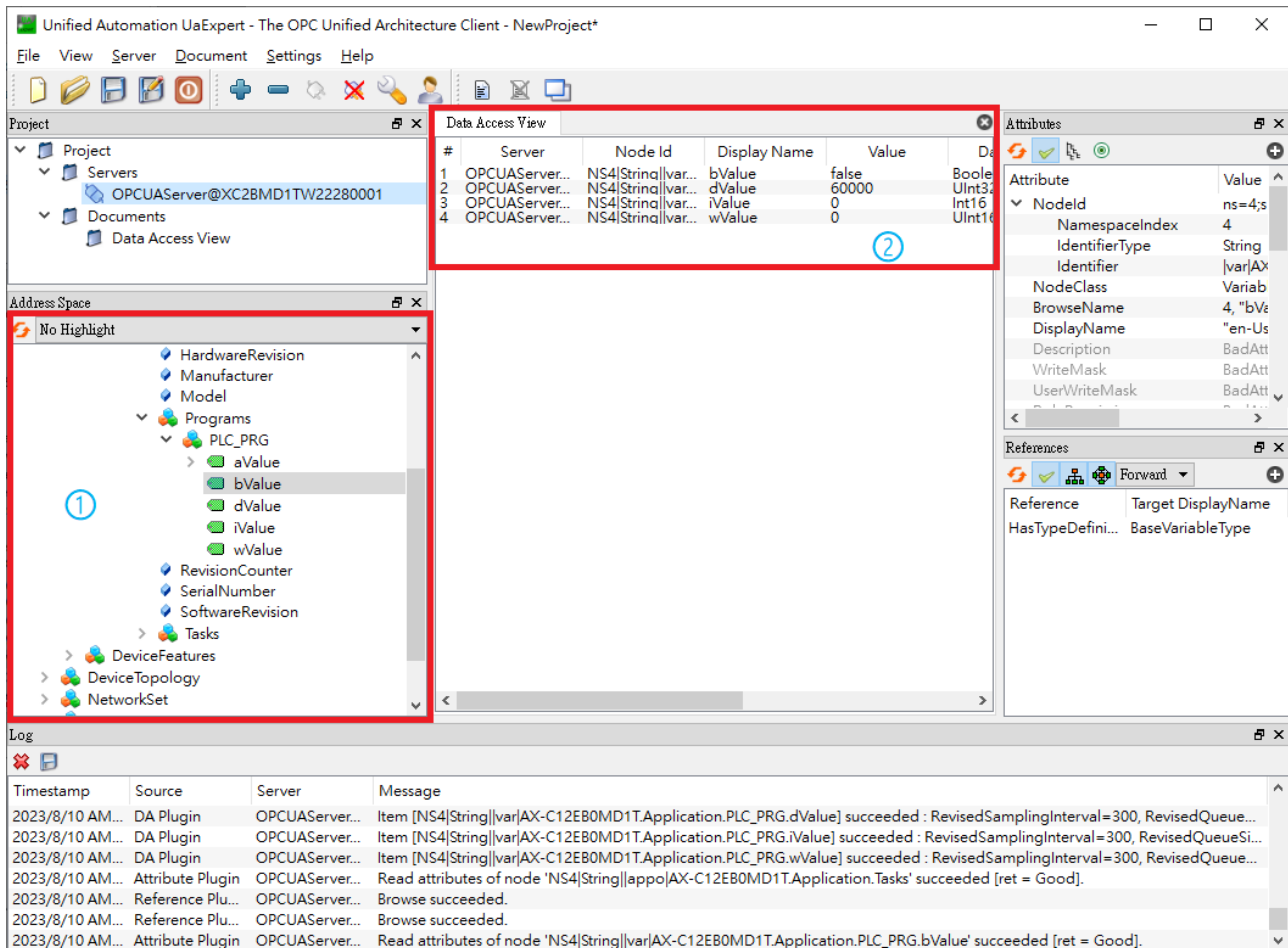 Unified Automation UaExpert - The OPC Unified Architecture Client - NewProject*
File View Server Document Settings Help
Project
Project
Servers
OPCUAServer@XC2BMD1TW22280001
Documents
Data Access View
Address Space
No Highlight
HardwareRevision
Manufacturer
Model
Programs
PLC_PRG
aValue
bValue
dValue
iValue
wValue
RevisionCounter
SerialNumber
SoftwareRevision
Tasks
DeviceFeatures
DeviceTopology
NetworkSet
1
Data Access View
# Server Node Id Display Name Value Da
1 OPCUAServer... NS4|String||var... bValue false Boole
2 OPCUAServer... NS4|String||var... dValue 60000 UInt32
3 OPCUAServer... NS4|String||var... iValue 0 Int16
4 OPCUAServer... NS4|String||var... wValue 0 UInt16
2
Attributes
Attribute Value
NodeId ns=4;s
NamespaceIndex 4
IdentifierType String
Identifier |var|AX
NodeClass Variab
BrowseName 4, "bVa
DisplayName "en-Us
Description BadAtt
WriteMask BadAtt
UserWriteMask BadAtt
References
Forward
Reference Target DisplayName
HasTypeDefini... BaseVariableType
Log
Timestamp Source Server Message
2023/8/10 AM... DA Plugin OPCUAServer... Item [NS4|String||var|AX-C12EB0MD1T.Application.PLC_PRG.dValue] succeeded : RevisedSamplingInterval=300, RevisedQueue...
2023/8/10 AM... DA Plugin OPCUAServer... Item [NS4|String||var|AX-C12EB0MD1T.Application.PLC_PRG.iValue] succeeded : RevisedSamplingInterval=300, RevisedQueueSi...
2023/8/10 AM... DA Plugin OPCUAServer... Item [NS4|String||var|AX-C12EB0MD1T.Application.PLC_PRG.wValue] succeeded : RevisedSamplingInterval=300, RevisedQueue...
2023/8/10 AM... Attribute Plugin OPCUAServer... Read attributes of node 'NS4|String||appo|AX-C12EB0MD1T.Application.Tasks' succeeded [ret = Good].
2023/8/10 AM... Reference Plu... OPCUAServer... Browse succeeded.
2023/8/10 AM... Reference Plu... OPCUAServer... Browse succeeded.
2023/8/10 AM... Attribute Plugin OPCUAServer... Read attributes of node 'NS4|String||var|AX-C12EB0MD1T.Application.PLC_PRG.bValue' succeeded [ret = Good].